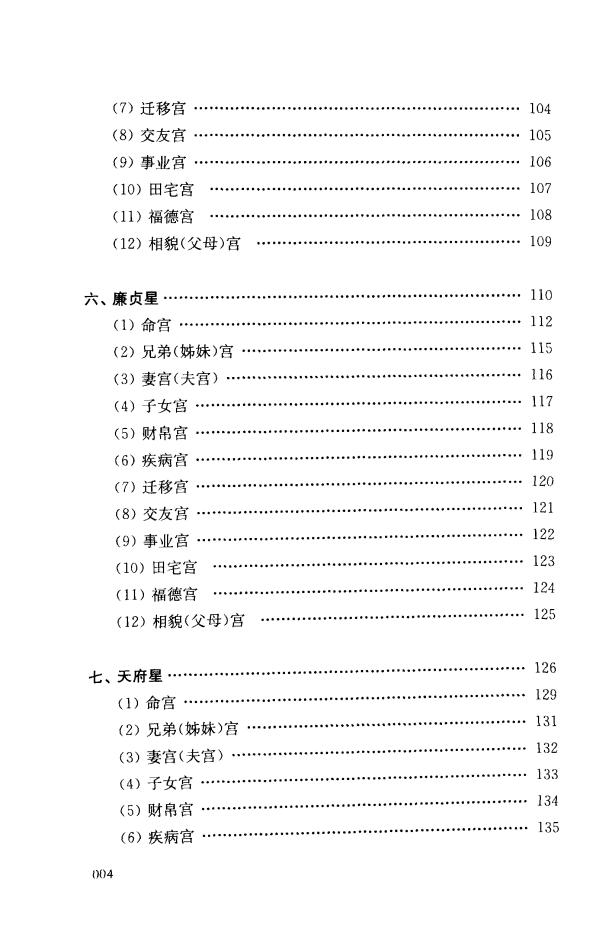 (7) 迁移宫 …… 104
(8) 交友宫 …… 105
(9) 事业宫 …… 106
(10) 田宅宫 …… 107
(11) 福德宫 …… 108
(12) 相貌(父母)宫 …… 109
六、廉贞星 …… 110
(1) 命宫 …… 112
(2) 兄弟(姊妹)宫 …… 115
(3) 妻宫(夫宫) …… 116
(4) 子女宫 …… 117
(5) 财帛宫 …… 118
(6) 疾病宫 …… 119
(7) 迁移宫 …… 120
(8) 交友宫 …… 121
(9) 事业宫 …… 122
(10) 田宅宫 …… 123
(11) 福德宫 …… 124
(12) 相貌(父母)宫 …… 125
七、天府星 …… 126
(1) 命宫 …… 129
(2) 兄弟(姊妹)宫 …… 131
(3) 妻宫(夫宫) …… 132
(4) 子女宫 …… 133
(5) 财帛宫 …… 134
(6) 疾病宫 …… 135
004